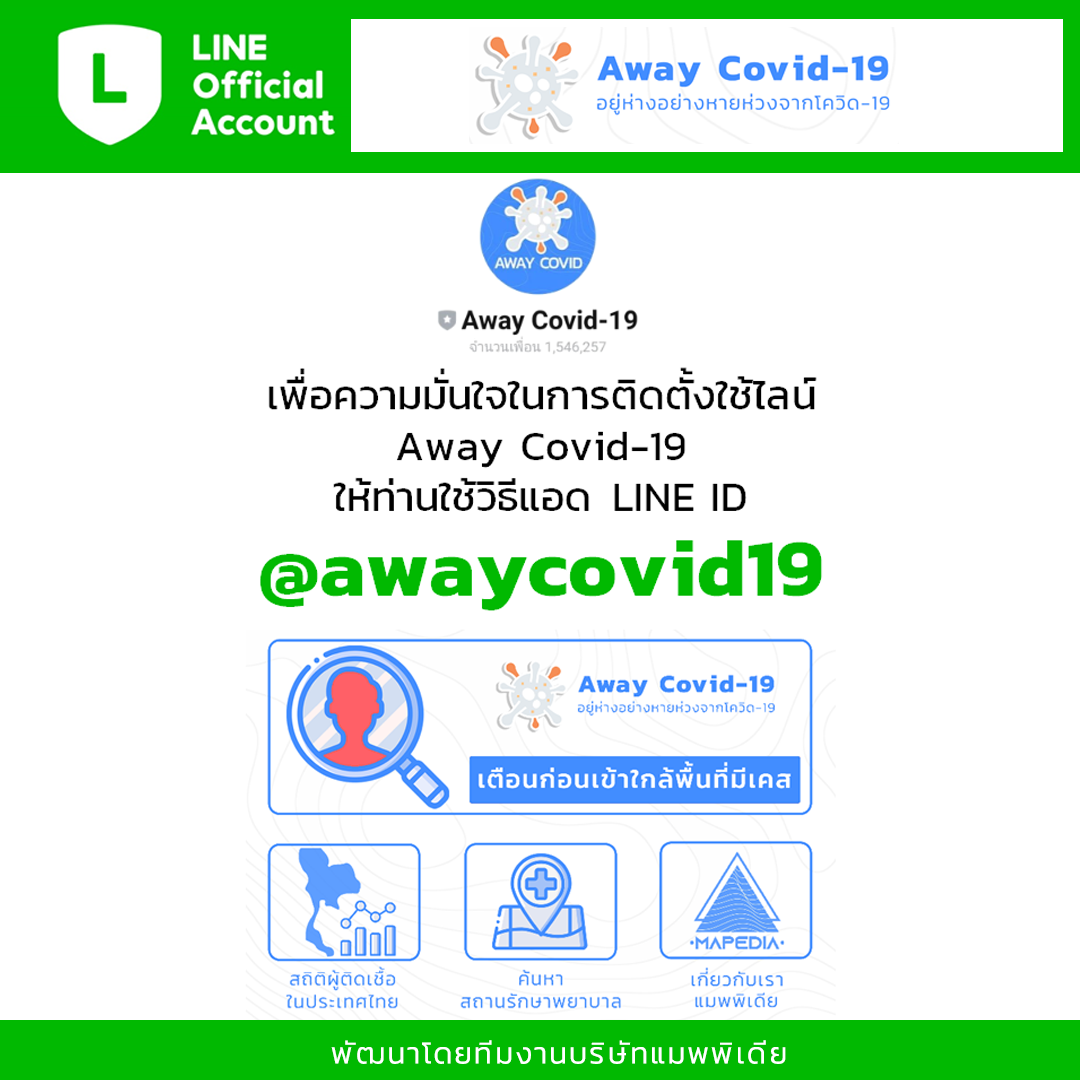 L
LINE
Official
Account
Away Covid-19
อยู่ห่างอย่างหายห่วงจากโควิด-19
AWAY COVID
Away Covid-19
จำนวนเพื่อน 1,546,257
เพื่อความมั่นใจในการติดตั้งใช้ไลน์
Away Covid-19
ให้ท่านใช้วิธีแอด LINE ID
@awaycovid19
Away Covid-19
อยู่ห่างอย่างหายห่วงจากโควิด-19
เตือนก่อนเข้าใกล้พื้นที่มีเคส
MAPEDIA
สถิติผู้ติดเชื้อ
ในประเทศไทย
ค้นหา
สถานรักษาพยาบาล
เกี่ยวกับเรา
แมพพิเดีย
พัฒนาโดยทีมงานบริษัทแมพพิเดีย